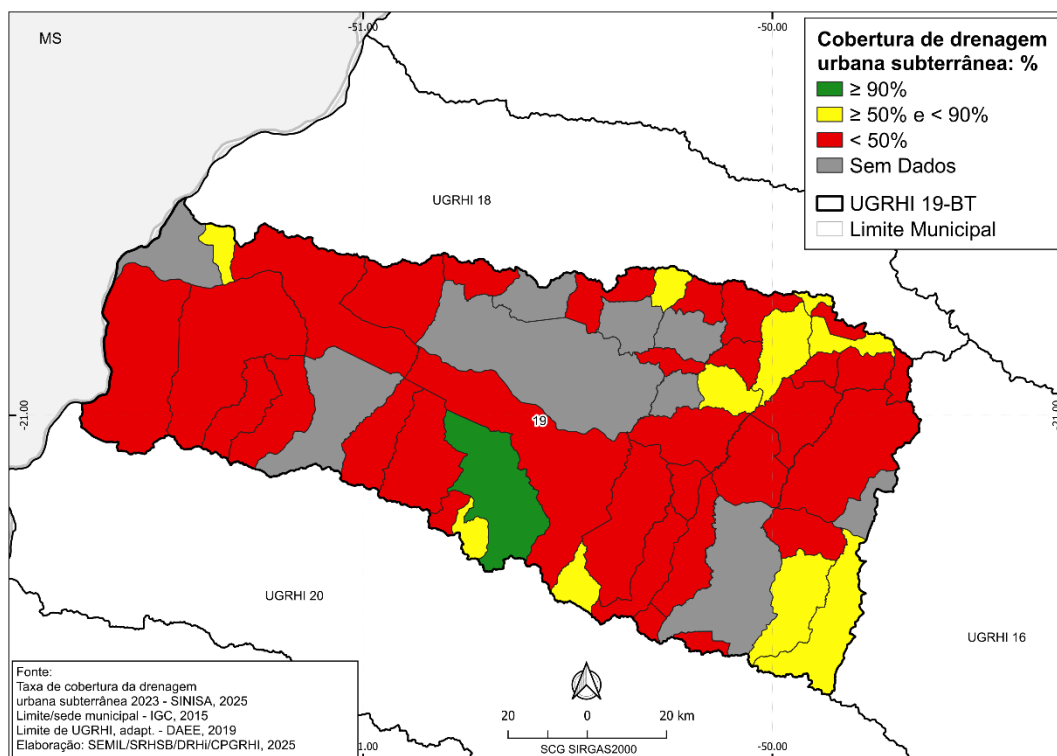 -51.00
-50.00
MS
Cobertura de drenagem
urbana subterrânea: %
≥ 90%
≥ 50% e < 90%
< 50%
Sem Dados
UGRHI 19-BT
Limite Municipal
UGRHI 18
-21.00
19
-21.00
UGRHI 20
UGRHI 16
Fonte:
Taxa de cobertura da drenagem
urbana subterrânea 2023 - SINISA, 2025
Limite/sede municipal - IGC, 2015
Limite de UGRHI, adapt. - DAEE, 2019
Elaboração: SEMIL/SRHSB/DRHi/CPGRHI, 2025
20 0 20 km
SCG SIRGAS2000
1.00
-50.00